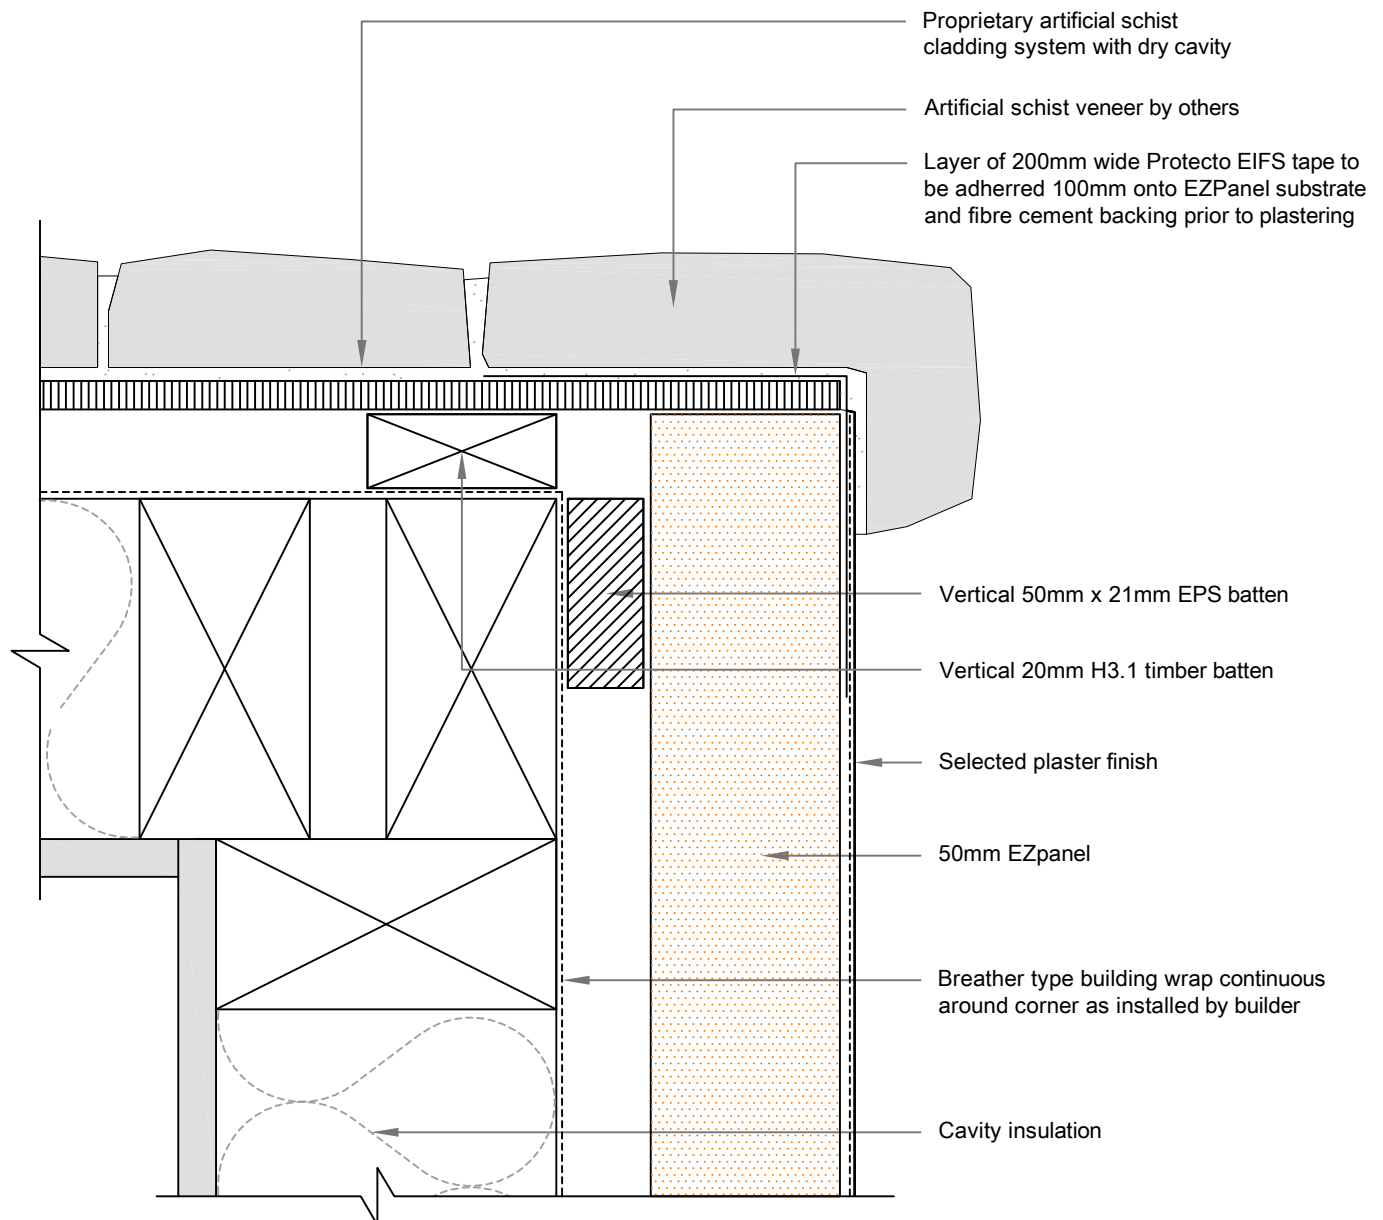 Proprietary artificial schist
cladding system with dry cavity
Artificial schist veneer by others
Layer of 200mm wide Protecto EIFS tape to
be adherred 100mm onto EZPanel substrate
and fibre cement backing prior to plastering
Vertical 50mm x 21mm EPS batten
Vertical 20mm H3.1 timber batten
Selected plaster finish
50mm EZpanel
Breather type building wrap continuous
around corner as installed by builder
Cavity insulation